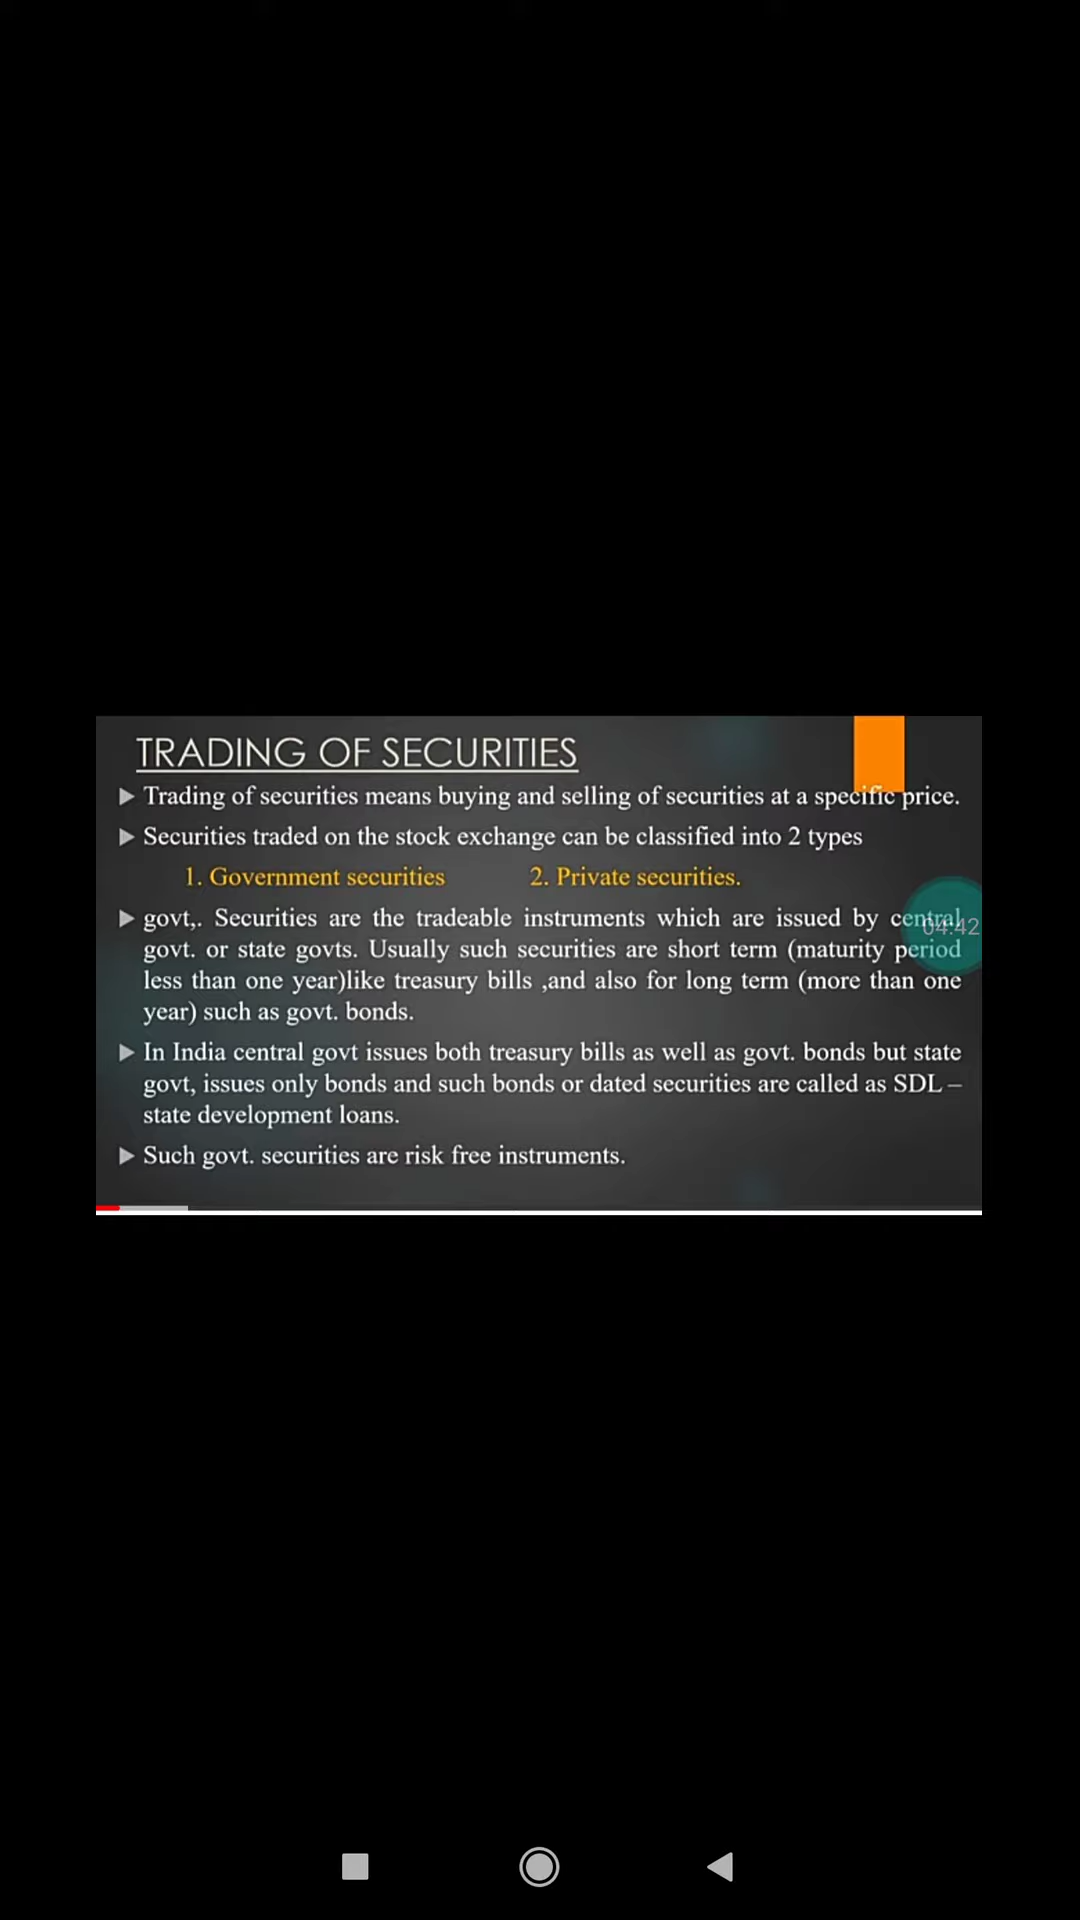 TRADING OF SECURITIES
Trading of securities means buying and selling of securities at a specific price.
Securities traded on the stock exchange can be classified into 2 types
1. Government securities 2. Private securities.
govt,. Securities are the tradeable instruments which are issued by central
04:42
govt. or state govts. Usually such securities are short term (maturity period
less than one year)like treasury bills ,and also for long term (more than one
year) such as govt. bonds.
In India central govt issues both treasury bills as well as govt. bonds but state
govt, issues only bonds and such bonds or dated securities are called as SDL –
state development loans.
Such govt. securities are risk free instruments.